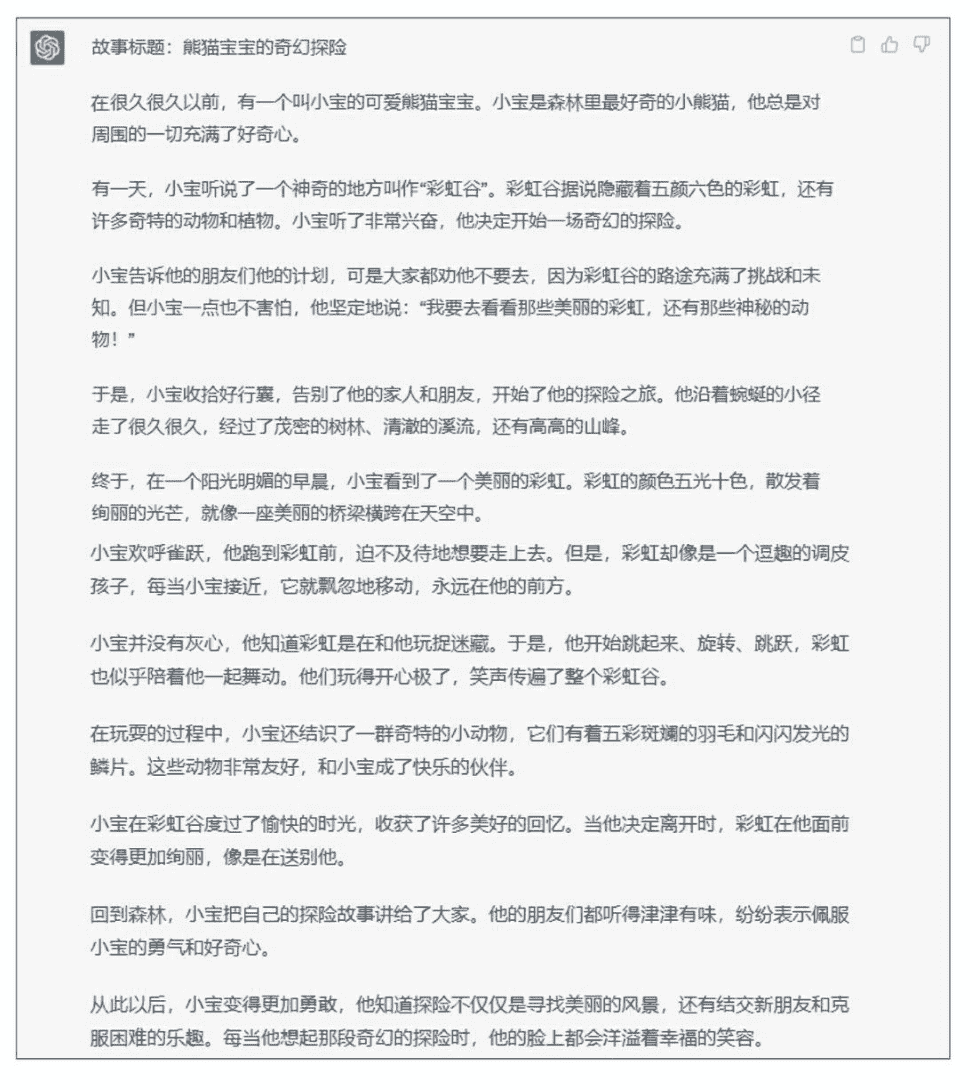 故事标题：熊猫宝宝的奇幻探险
在很久很久以前，有一个叫小宝的可爱熊猫宝宝。小宝是森林里最好奇的小熊猫，他总是对
周围的一切充满了好奇心。
有一天，小宝听说了一个神奇的地方叫作“彩虹谷”。彩虹谷据说隐藏着五颜六色的彩虹，还有
许多奇特的动物和植物。小宝听了非常兴奋，他决定开始一场奇幻的探险。
小宝告诉他的朋友们他的计划，可是大家都劝他不要去，因为彩虹谷的路途充满了挑战和未
知。但小宝一点也不害怕，他坚定地说：“我要去看看那些美丽的彩虹，还有那些神秘的动
物！”
于是，小宝收拾好行囊，告别了他的家人和朋友，开始了他的探险之旅。他沿着蜿蜒的小径
走了很久很久，经过了茂密的树林、清澈的溪流，还有高高的山峰。
终于，在一个阳光明媚的早晨，小宝看到了一个美丽的彩虹。彩虹的颜色五光十色，散发着
绚丽的光芒，就像一座美丽的桥梁横跨在天空中。
小宝欢呼雀跃，他跑到彩虹前，迫不及待地想要走上去。但是，彩虹却像是一个逗趣的调皮
孩子，每当小宝接近，它就飘忽地移动，永远在他的前方。
小宝并没有灰心，他知道彩虹是在和他玩捉迷藏。于是，他开始跳起来、旋转、跳跃，彩虹
也似乎陪着他一起舞动。他们玩得开心极了，笑声传遍了整个彩虹谷。
在玩耍的过程中，小宝还结识了一群奇特的小动物，它们有着五彩斑斓的羽毛和闪闪发光的
鳞片。这些动物非常友好，和小宝成了快乐的伙伴。
小宝在彩虹谷度过了愉快的时光，收获了许多美好的回忆。当他决定离开时，彩虹在他面前
变得更加绚丽，像是在送别他。
回到森林，小宝把自己的探险故事讲给了大家。他的朋友们都听得津津有味，纷纷表示佩服
小宝的勇气和好奇心。
从此以后，小宝变得更加勇敢，他知道探险不仅仅是寻找美丽的风景，还有结交新朋友和克
服困难的乐趣。每当他想起那段奇幻的探险时，他的脸上都会洋溢着幸福的笑容。